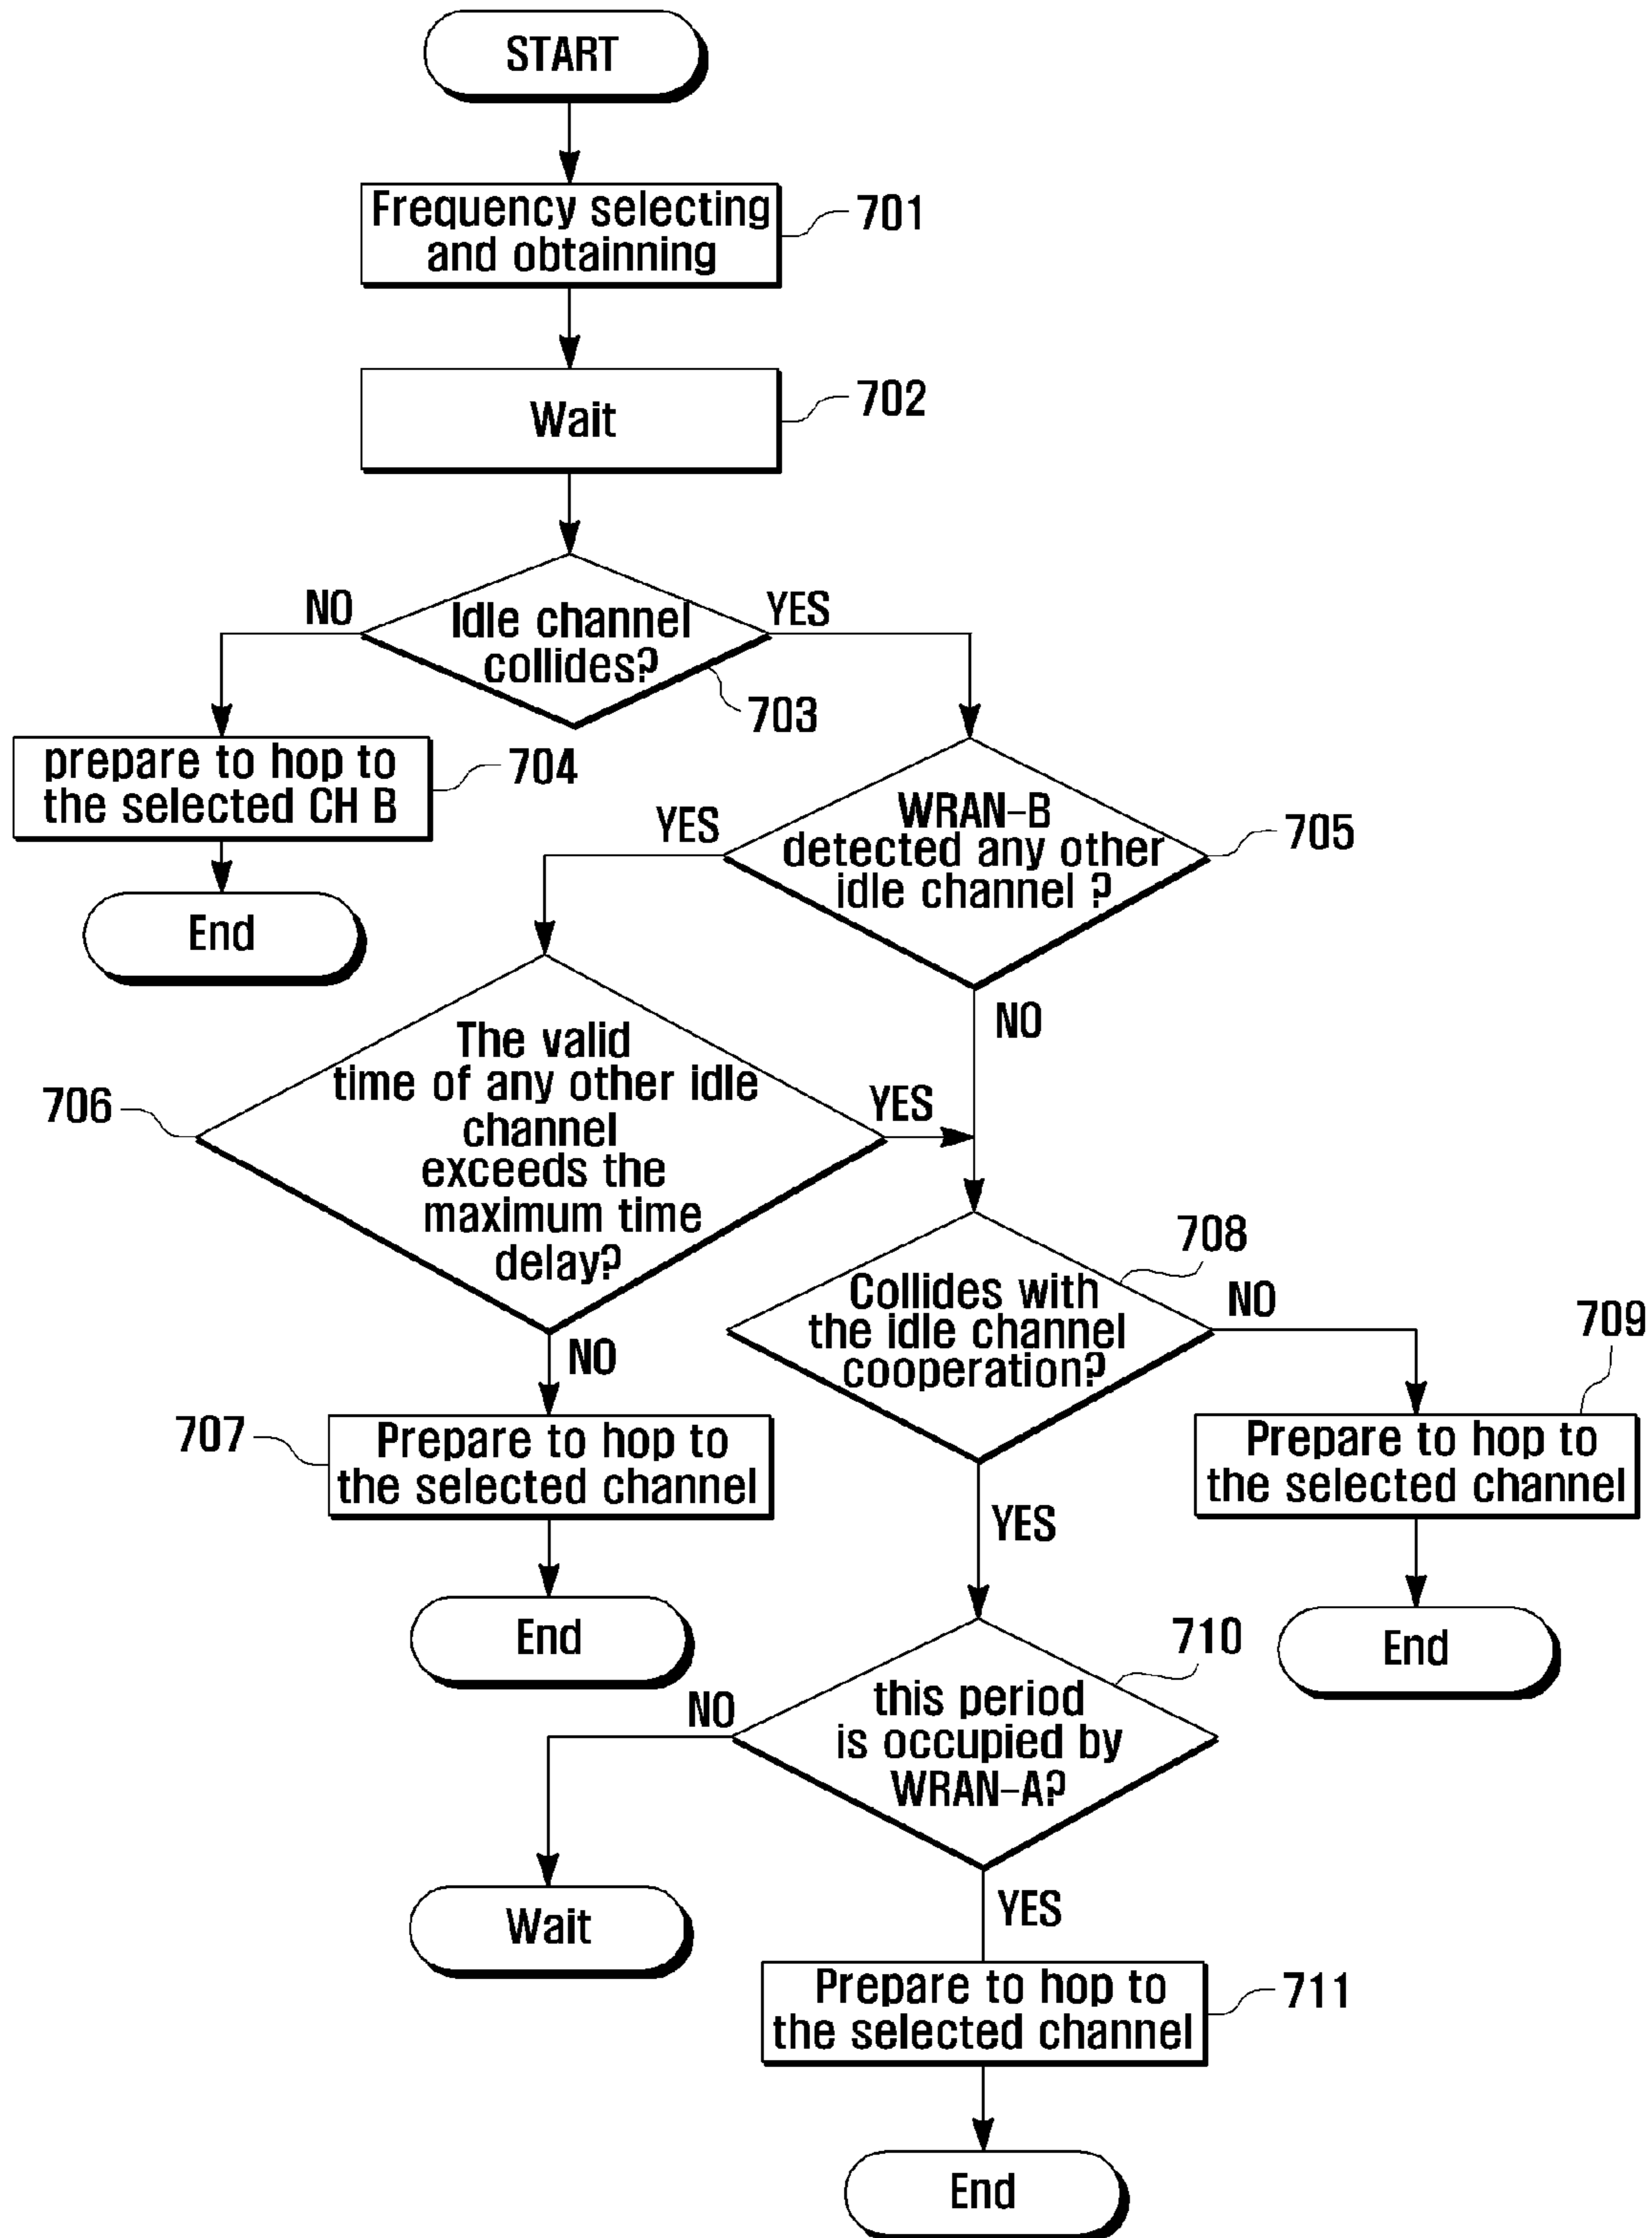 START
Frequency selecting
and obtainning
701
Wait
702
NO
YES
Idle channel
collides?
703
prepare to hop to
the selected CH B
704
End
YES
WRAN-B
detected any other
idle channel ?
705
NO
706
The valid
time of any other idle
channel
exceeds the
maximum time
delay?
YES
NO
708
Collides with
the idle channel
cooperation?
NO
709
707
Prepare to hop to
the selected channel
Prepare to hop to
the selected channel
YES
End
End
710
NO
this period
is occupied by
WRAN-A?
Wait
YES
Prepare to hop to
the selected channel
711
End